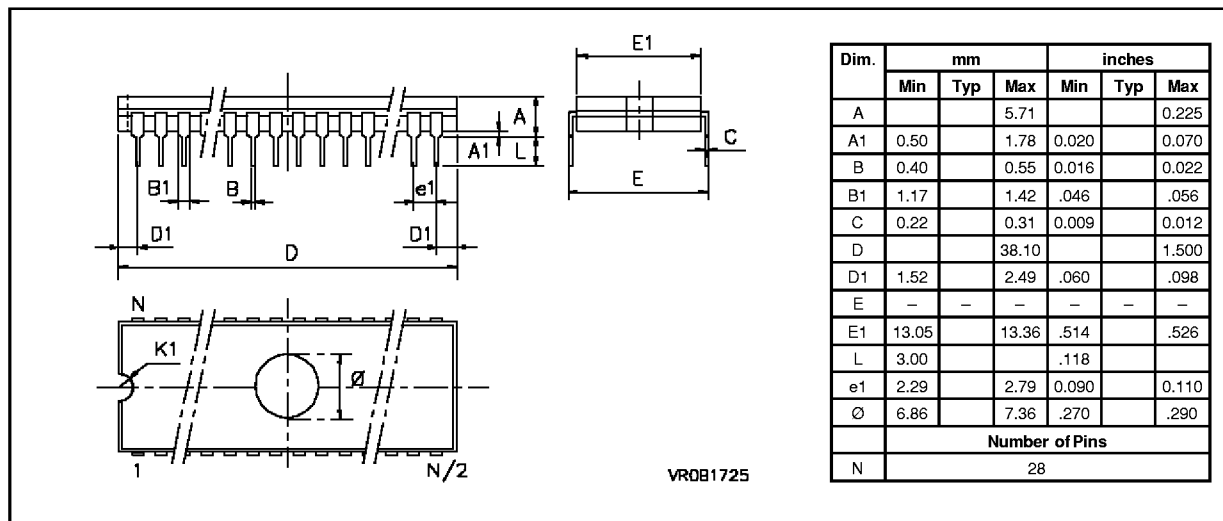 E1
A
A1
L
C
B1
B
e1
E
D1
D1
D
N
K1
Ø
1
N/2
VR0B1725
Dim. mm inches
Min Typ Max Min Typ Max
A 5.71 0.225
A1 0.50 1.78 0.020 0.070
B 0.40 0.55 0.016 0.022
B1 1.17 1.42 .046 .056
C 0.22 0.31 0.009 0.012
D 38.10 1.500
D1 1.52 2.49 .060 .098
E – – – – – –
E1 13.05 13.36 .514 .526
L 3.00 .118
e1 2.29 2.79 0.090 0.110
Ø 6.86 7.36 .270 .290
Number of Pins
N 28